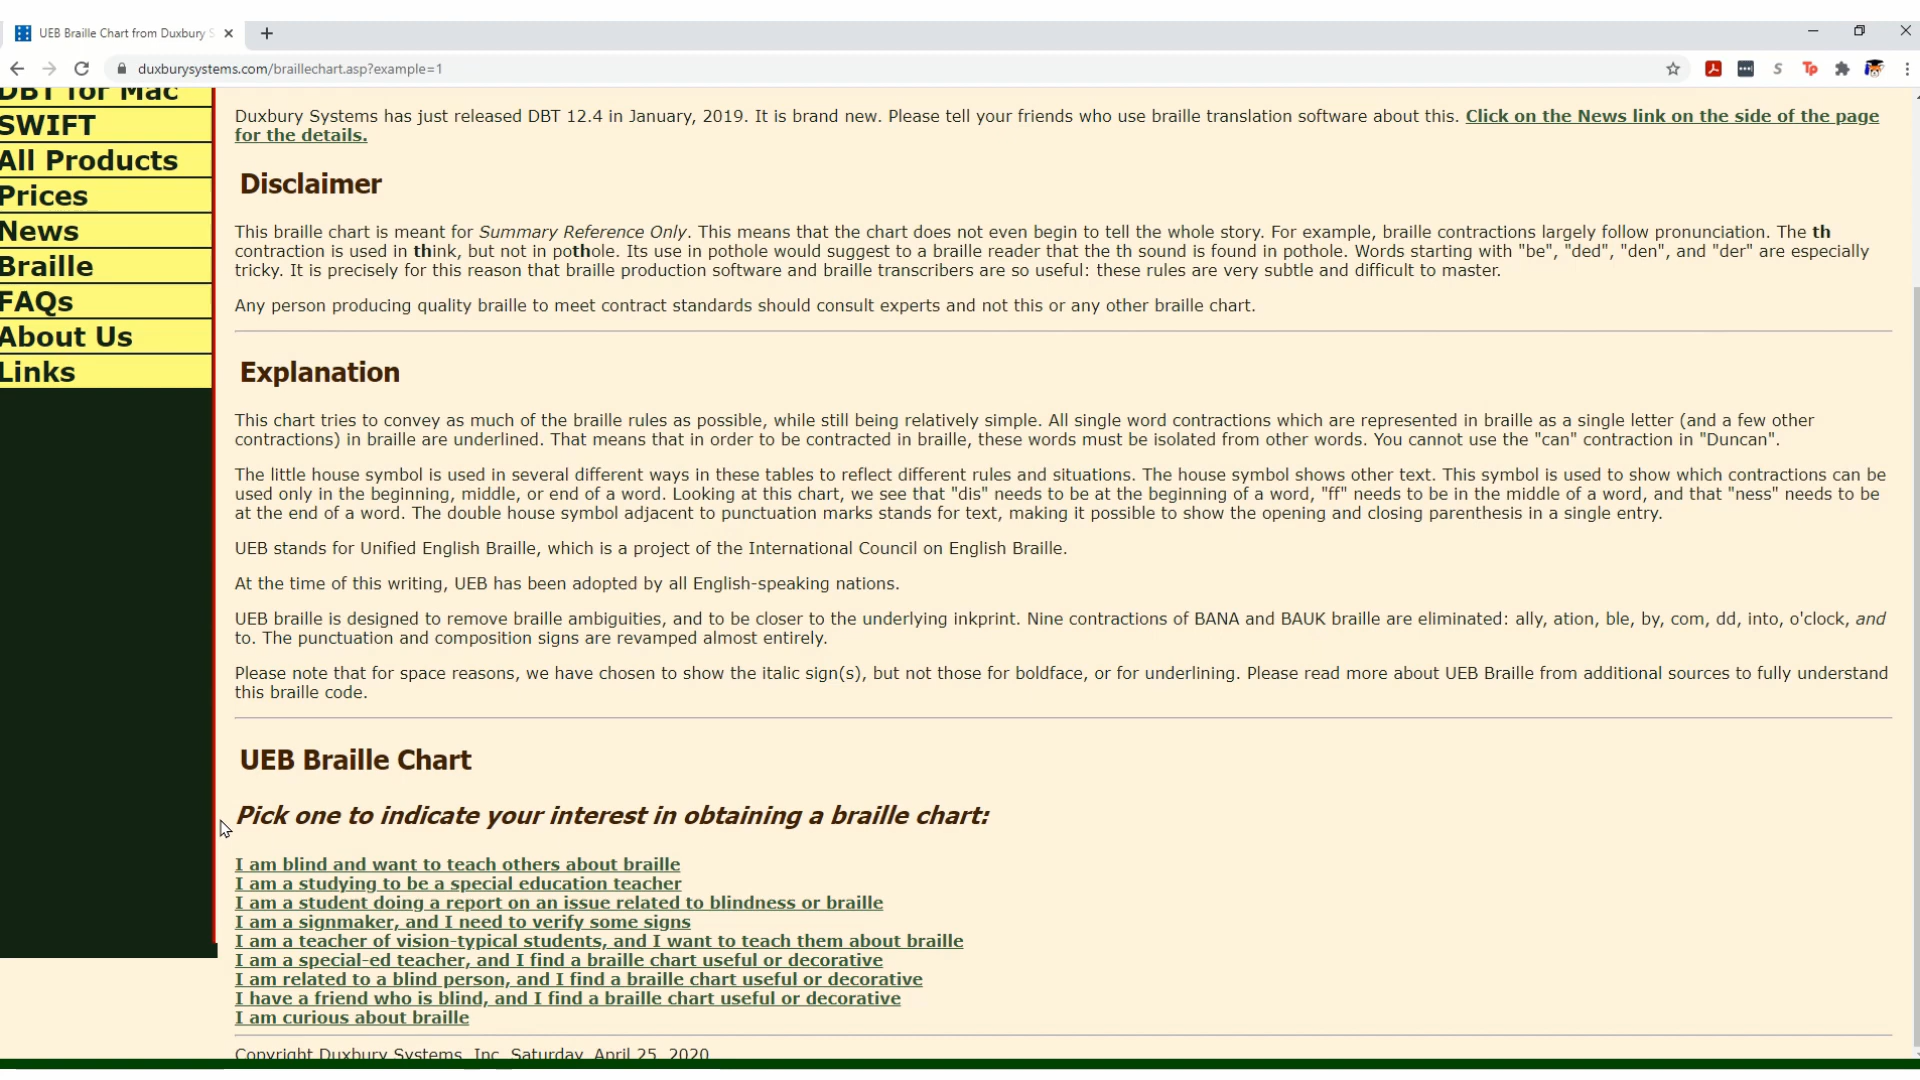 UEB Braille Chart from Duxbury S
duxburysystems.com/braillechart.asp?example=1
DBT for Mac
SWIFT
All Products
Prices
News
Braille
FAQs
About Us
Links
Duxbury Systems has just released DBT 12.4 in January, 2019. It is brand new. Please tell your friends who use braille translation software about this. Click on the News link on the side of the page
for the details.
Disclaimer
This braille chart is meant for Summary Reference Only. This means that the chart does not even begin to tell the whole story. For example, braille contractions largely follow pronunciation. The th
contraction is used in think, but not in pothole. Its use in pothole would suggest to a braille reader that the th sound is found in pothole. Words starting with "be", "ded", "den", and "der" are especially
tricky. It is precisely for this reason that braille production software and braille transcribers are so useful: these rules are very subtle and difficult to master.
Any person producing quality braille to meet contract standards should consult experts and not this or any other braille chart.
Explanation
This chart tries to convey as much of the braille rules as possible, while still being relatively simple. All single word contractions which are represented in braille as a single letter (and a few other
contractions) in braille are underlined. That means that in order to be contracted in braille, these words must be isolated from other words. You cannot use the "can" contraction in "Duncan".
The little house symbol is used in several different ways in these tables to reflect different rules and situations. The house symbol shows other text. This symbol is used to show which contractions can be
used only in the beginning, middle, or end of a word. Looking at this chart, we see that "dis" needs to be at the beginning of a word, "ff" needs to be in the middle of a word, and that "ness" needs to be
at the end of a word. The double house symbol adjacent to punctuation marks stands for text, making it possible to show the opening and closing parenthesis in a single entry.
UEB stands for Unified English Braille, which is a project of the International Council on English Braille.
At the time of this writing, UEB has been adopted by all English-speaking nations.
UEB braille is designed to remove braille ambiguities, and to be closer to the underlying inkprint. Nine contractions of BANA and BAUK braille are eliminated: ally, ation, ble, by, com, dd, into, o'clock, and
to. The punctuation and composition signs are revamped almost entirely.
Please note that for space reasons, we have chosen to show the italic sign(s), but not those for boldface, or for underlining. Please read more about UEB Braille from additional sources to fully understand
this braille code.
UEB Braille Chart
Pick one to indicate your interest in obtaining a braille chart:
I am blind and want to teach others about braille
I am a studying to be a special education teacher
I am a student doing a report on an issue related to blindness or braille
I am a signmaker, and I need to verify some signs
I am a teacher of vision-typical students, and I want to teach them about braille
I am a special-ed teacher, and I find a braille chart useful or decorative
I am related to a blind person, and I find a braille chart useful or decorative
I have a friend who is blind, and I find a braille chart useful or decorative
I am curious about braille
Copyright Duxbury Systems, Inc. Saturday, April 25, 2020